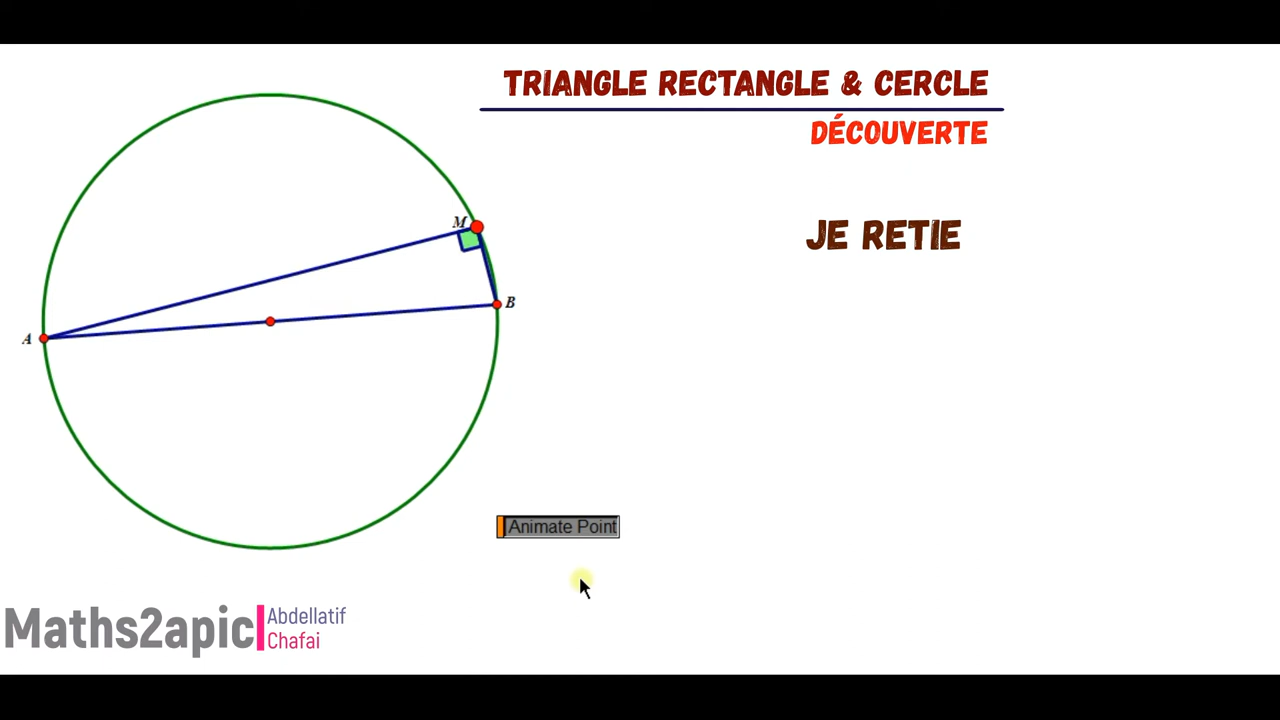 TRIANGLE RECTANGLE & CERCLE
DÉCOUVERTE
M
JE RETIE
B
A
Animate Point
Maths2apic
Abdellatif
Chafai